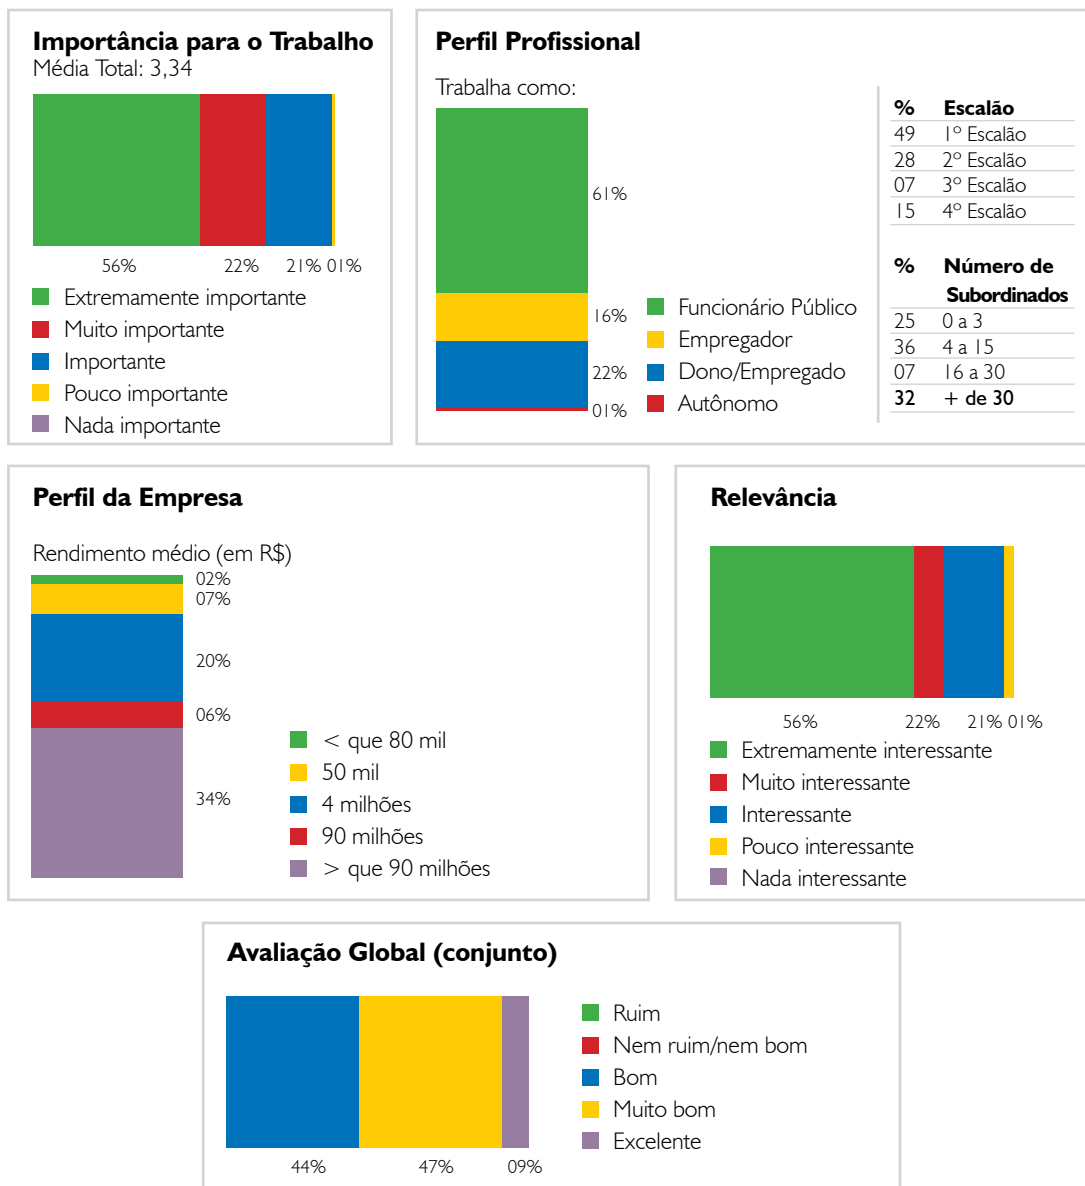 Importância para o Trabalho
Média Total: 3,34
56% 22% 21% 01%
Extremamente importante
Muito importante
Importante
Pouco importante
Nada importante
Perfil Profissional
Trabalha como:
61%
16%
22%
01%
Funcionário Público
Empregador
Dono/Empregado
Autônomo
% Escalão
49 1º Escalão
28 2º Escalão
07 3º Escalão
15 4º Escalão
% Número de
Subordinados
25 0 a 3
36 4 a 15
07 16 a 30
32 + de 30
Perfil da Empresa
Rendimento médio (em R$)
02%
07%
20%
06%
34%
< que 80 mil
50 mil
4 milhões
90 milhões
> que 90 milhões
Relevância
56% 22% 21% 01%
Extremamente interessante
Muito interessante
Interessante
Pouco interessante
Nada interessante
Avaliação Global (conjunto)
44% 47% 09%
Ruim
Nem ruim/nem bom
Bom
Muito bom
Excelente